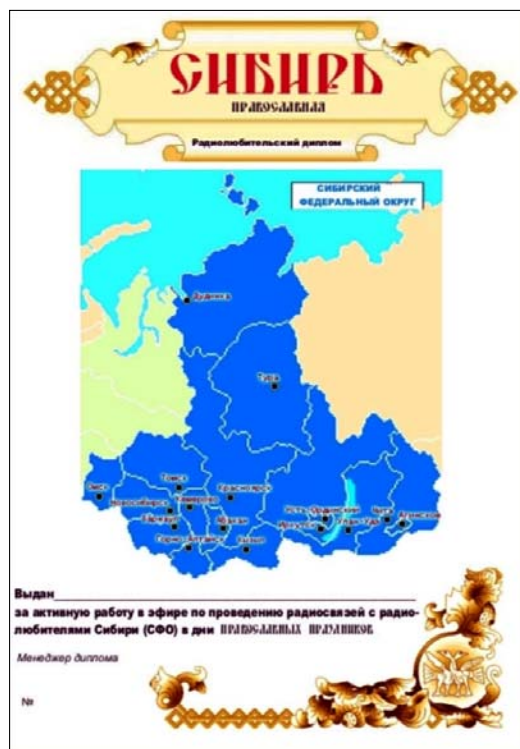 СИБИРЬ
ПРАВОСЛАВНАЯ
Радиолюбительский диплом
СИБИРСКИЙ
ФЕДЕРАЛЬНЫЙ ОКРУГ
Дудинка
Тура
Омск
Томск
Красноярск
Новосибирск
Кемерово
Барнаул
Абакан
Горно-Алтайск
Кызыл
Усть-Ордынский
Иркутск
Улан-Удэ
Чита
Агинское
Выдан
за активную работу в эфире по проведению радиосвязей с радио-
любителями Сибири (СФО) в дни ПРАВОСЛАВНЫХ ПРАЗДНИКОВ
Менеджер диплома
№